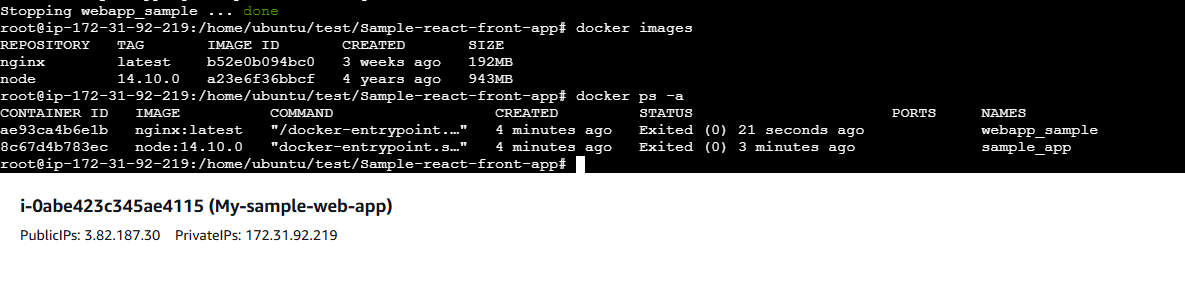 Stopping webapp_sample ... done
root@ip-172-31-92-219:/home/ubuntu/test/Sample-react-front-app# docker images
REPOSITORY   TAG       IMAGE ID       CREATED       SIZE
nginx        latest    b52e0b094bc0   3 weeks ago   192MB
node         14.10.0   a23e6f36bbcf   4 years ago   943MB
root@ip-172-31-92-219:/home/ubuntu/test/Sample-react-front-app# docker ps -a
CONTAINER ID   IMAGE          COMMAND                  CREATED         STATUS                      PORTS     NAMES
ae93ca4b6e1b   nginx:latest   "/docker-entrypoint.…"   4 minutes ago   Exited (0) 21 seconds ago             webapp_sample
8c67d4b783ec   node:14.10.0   "docker-entrypoint.s…"   4 minutes ago   Exited (0) 3 minutes ago              sample_app
root@ip-172-31-92-219:/home/ubuntu/test/Sample-react-front-app#
i-0abe423c345ae4115 (My-sample-web-app)
PublicIPs: 3.82.187.30    PrivateIPs: 172.31.92.219